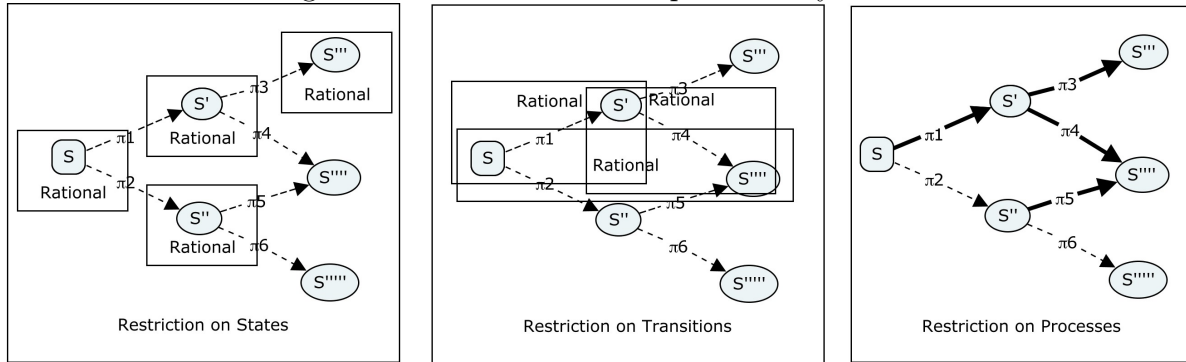 S'''
Rational
π3
S'
Rational
π1
π4
S
Rational
π2
S''''
π5
S''
Rational
π6
S'''''
Restriction on States
S'''
π3
Rational
S'
Rational
π1
π4
S
Rational
π2
S''''
π5
S''
π6
S'''''
Restriction on Transitions
S'''
π3
S'
π1
π4
S
π2
S''''
π5
S''
π6
S'''''
Restriction on Processes